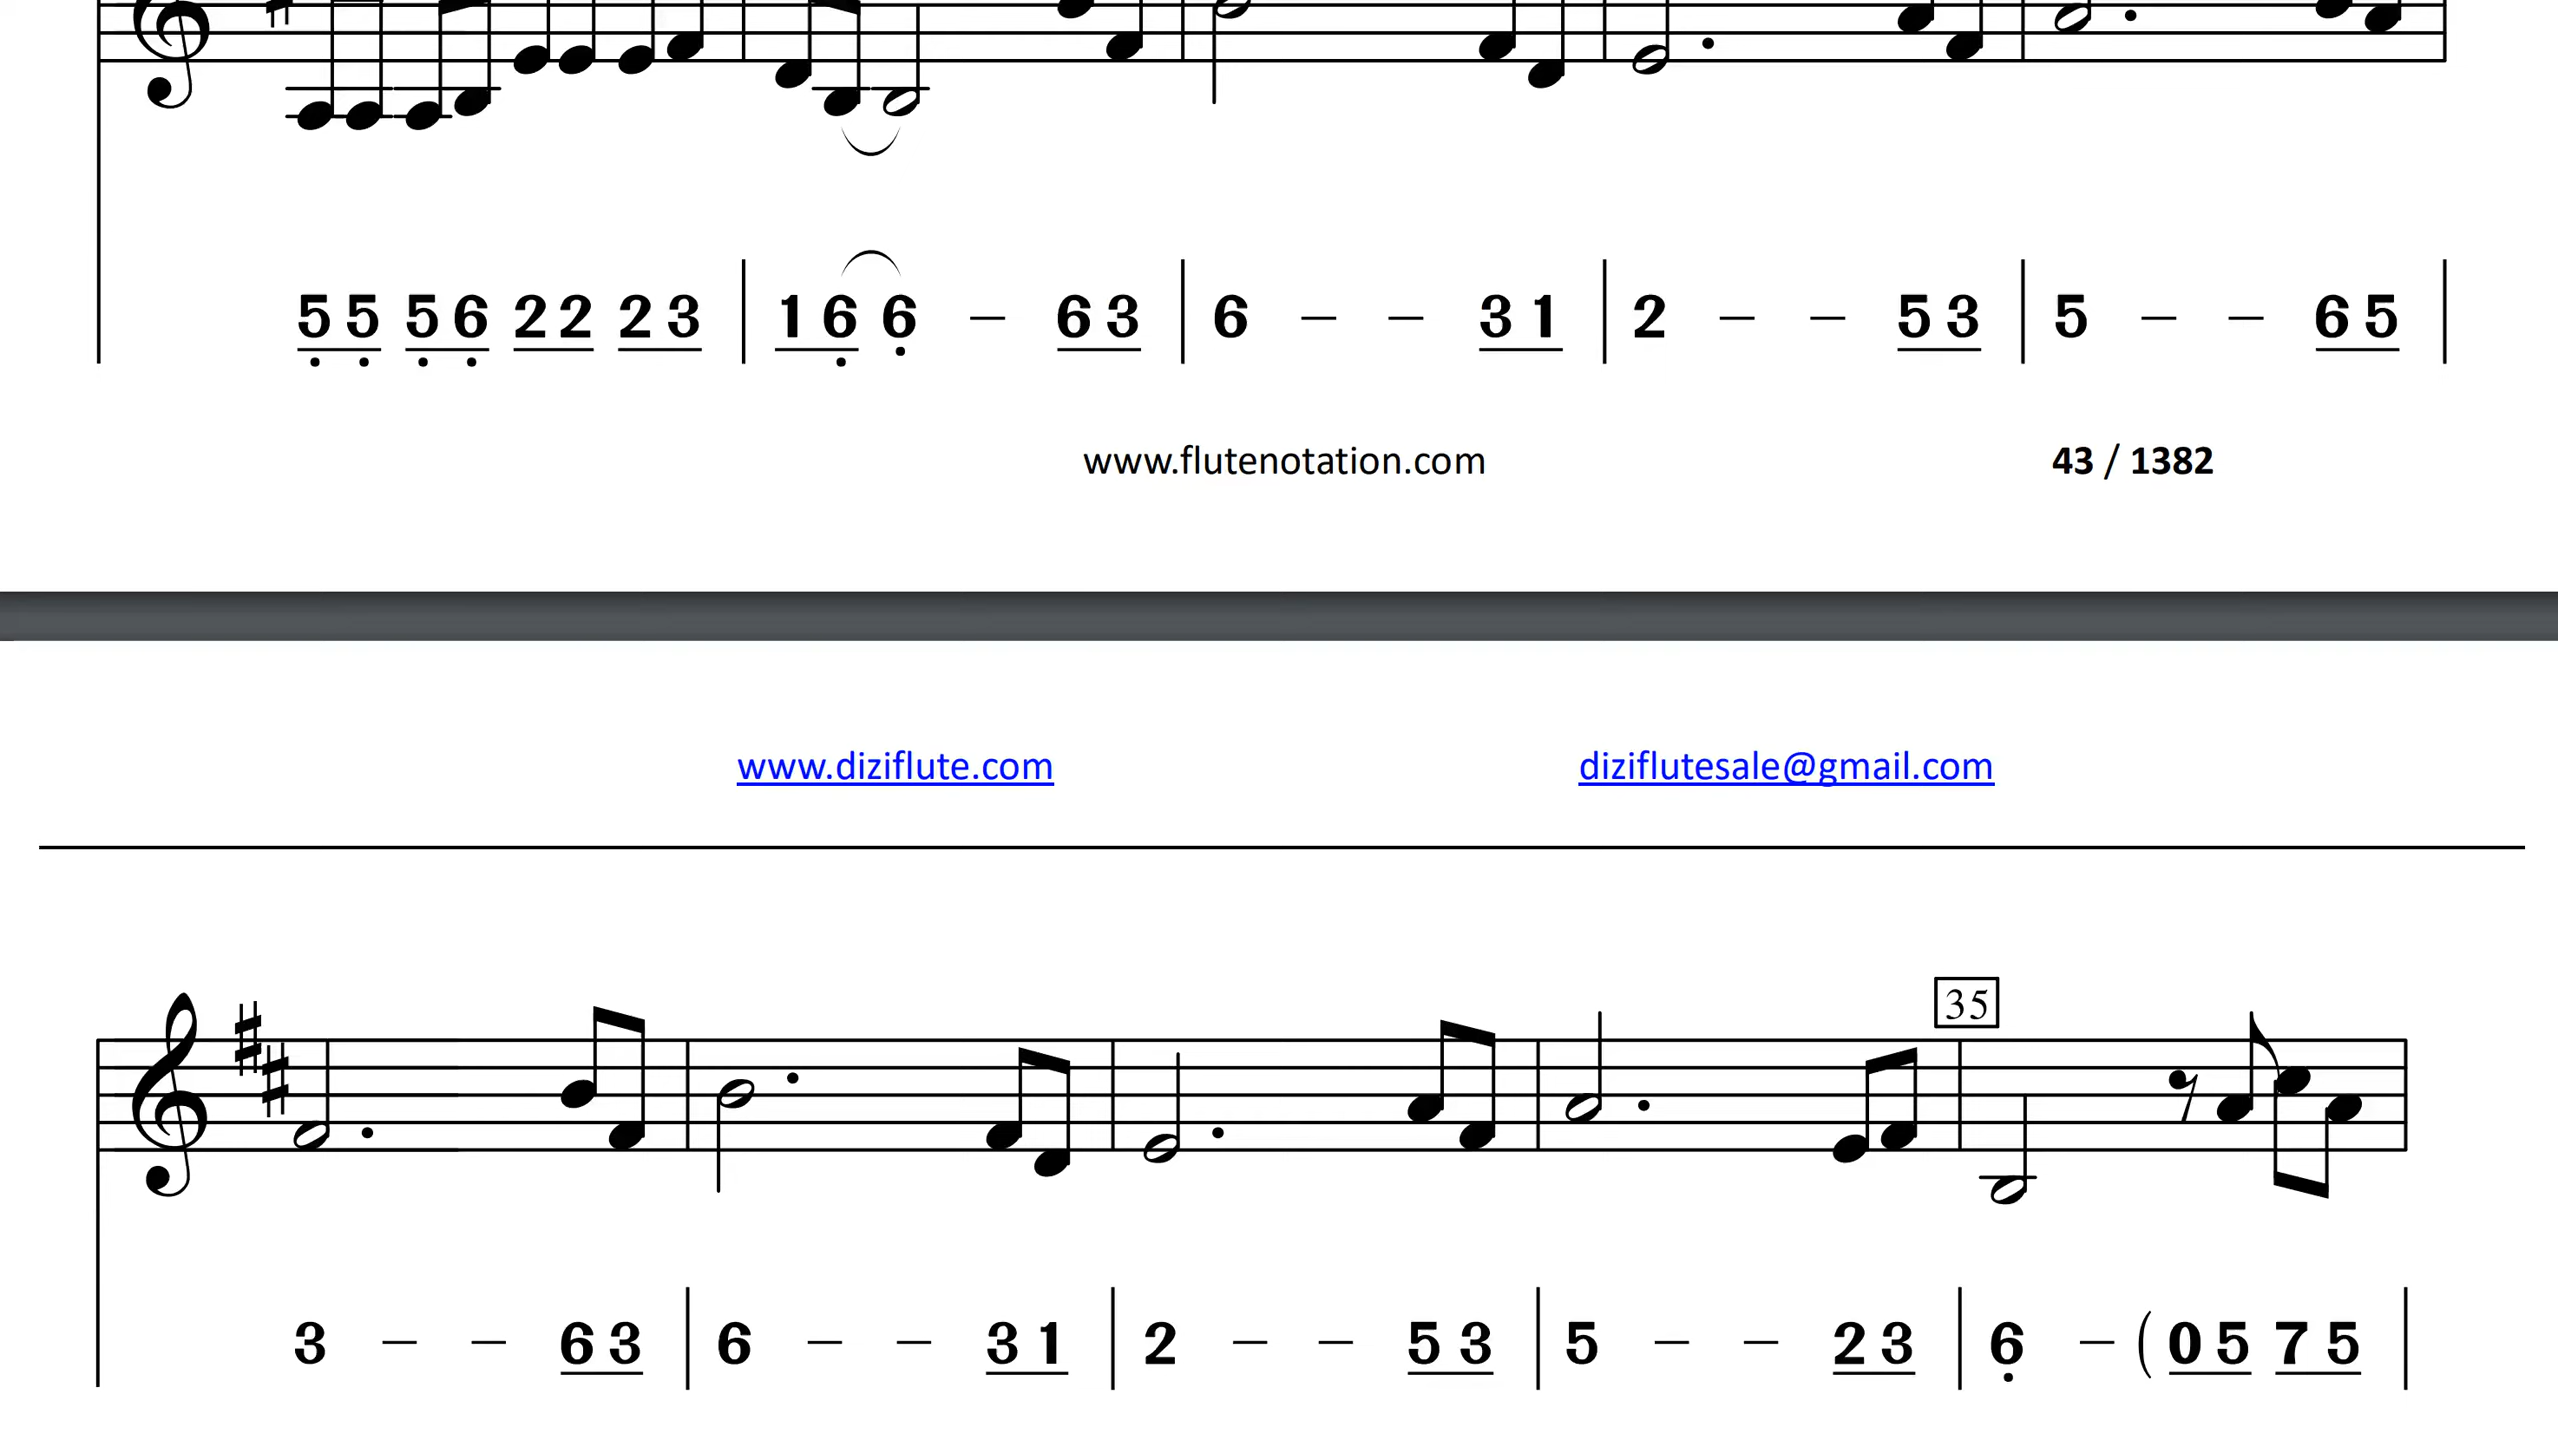 5 5 5 6 2 2 2 3 | 1 6 6 – 6 3 | 6 – – 3 1 | 2 – – 5 3 | 5 – – 6 5 |
www.flutenotation.com 43 / 1382
www.diziflute.com diziflutesale@gmail.com
35
3 – – 6 3 | 6 – – 3 1 | 2 – – 5 3 | 5 – – 2 3 | 6 – ( 0 5 7 5 |